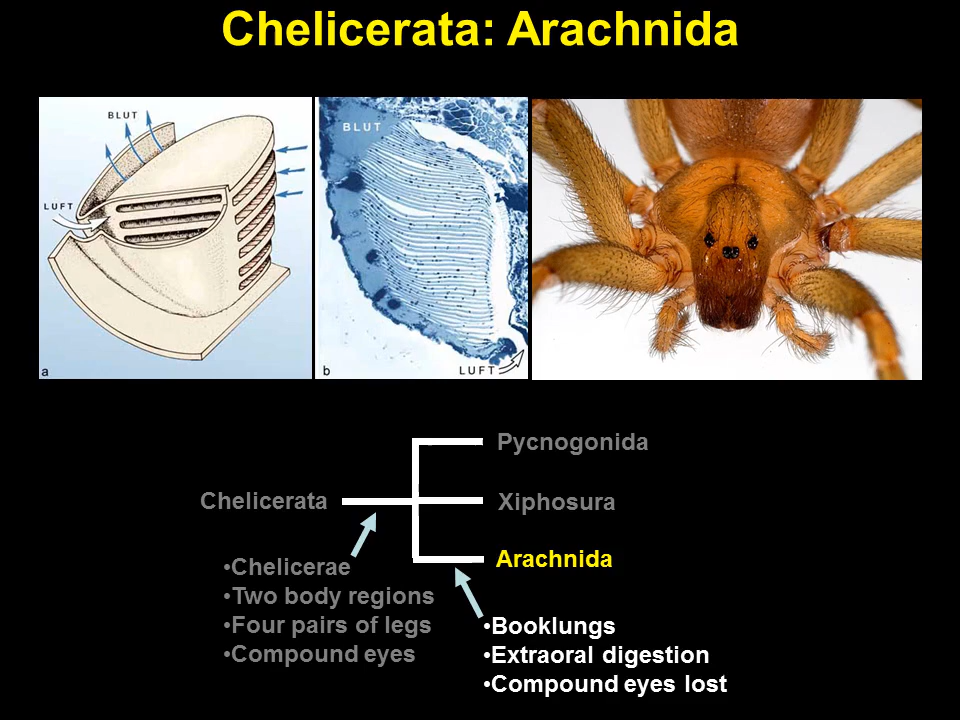 Chelicerata: Arachnida
BLUT
LUFT
a
BLUT
LUFT
b
Pycnogonida
Chelicerata
Xiphosura
Arachnida
•Chelicerae
•Two body regions
•Four pairs of legs
•Compound eyes
•Booklungs
•Extraoral digestion
•Compound eyes lost